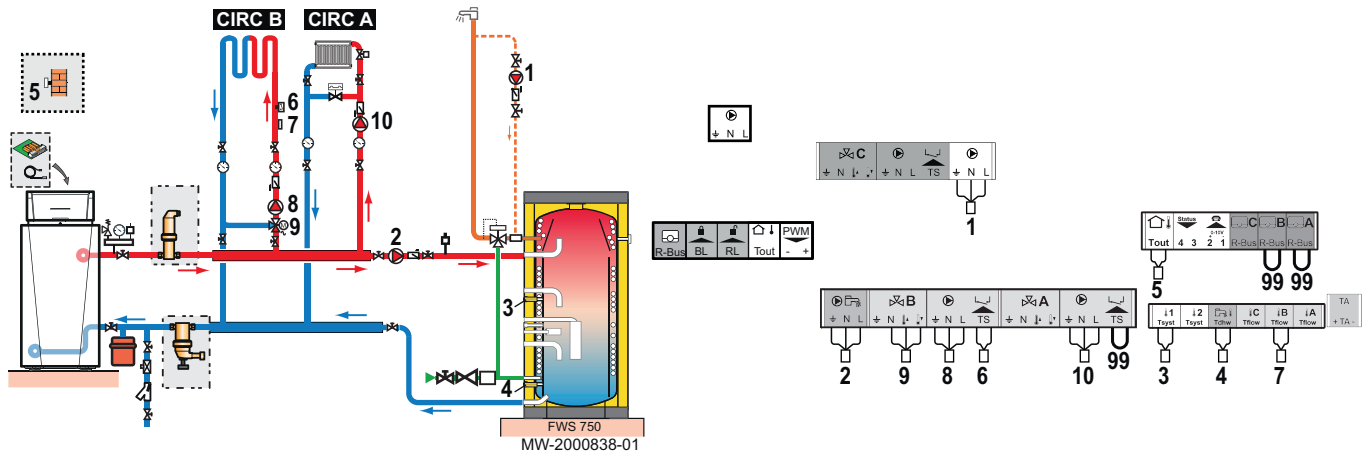 CIRC B
CIRC A
1
5
6
7
10
8
9
2
3
4
FWS 750
MW-2000838-01
N L
R-Bus
BL
RL
Tout
PWM
- +
C
N
N L
TS
N L
1
B
N
N L
TS
A
N
N L
TS
N L
99
2
9
8
6
10
Tout
Status
4 3
0-10V
2 1
C
R-Bus
B
R-Bus
A
R-Bus
5
99
99
1
Tsyst
2
Tsyst
Tdhw
C
Tflow
B
Tflow
A
Tflow
TA
+ TA -
3
4
7